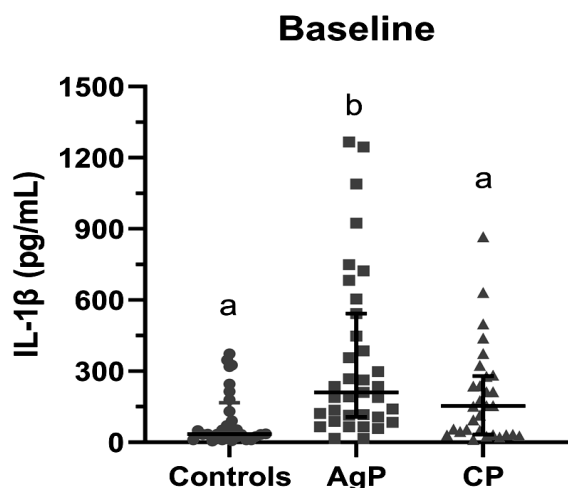 Baseline
IL-1β (pg/mL)
1500
1200
900
600
300
0
a
b
a
Controls AgP CP